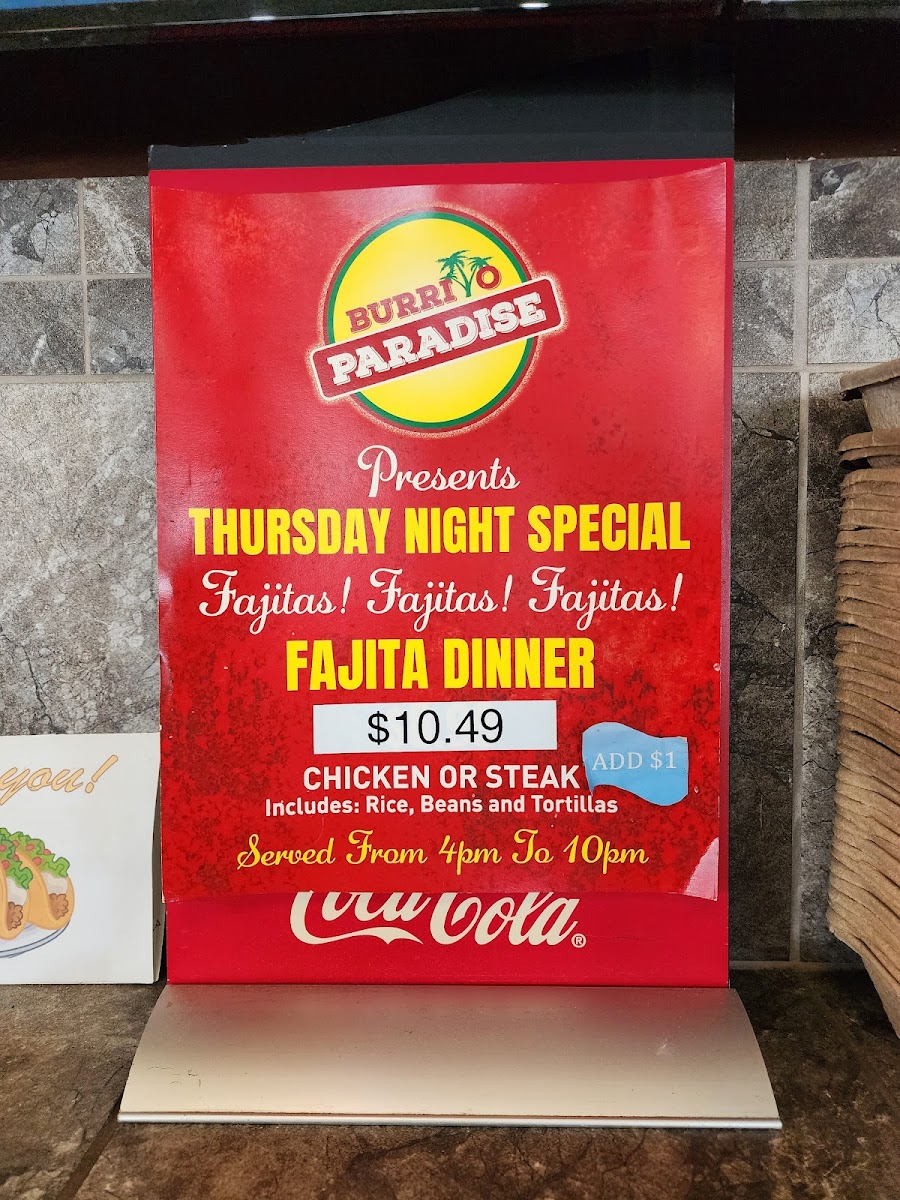 BURRITO
PARADISE
Presents
THURSDAY NIGHT SPECIAL
Fajitas! Fajitas! Fajitas!
FAJITA DINNER
$10.49
CHICKEN OR STEAK ADD $1
Includes: Rice, Beans and Tortillas
Served From 4pm To 10pm
Coca Cola®
you!